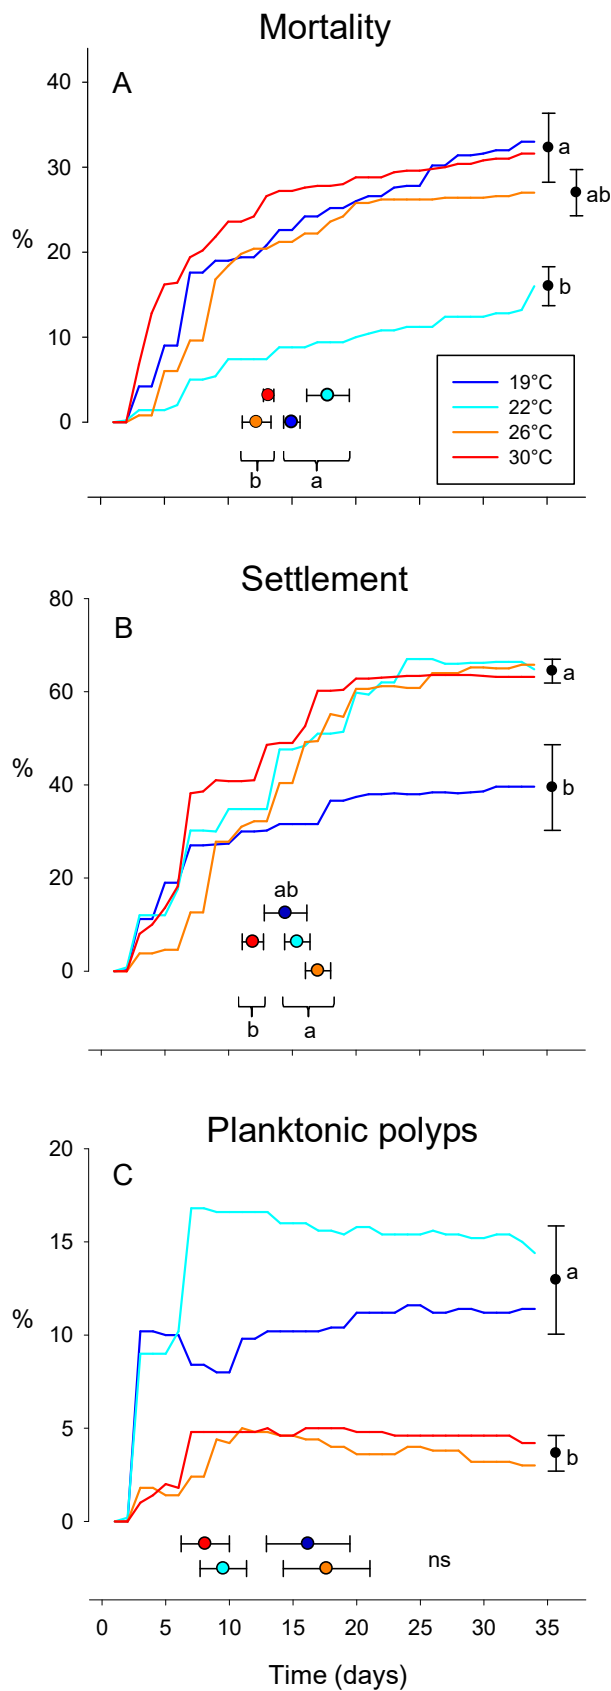 Mortality
A
40
30
20
10
0
%
a
ab
b
19°C
22°C
26°C
30°C
b
a
Settlement
B
80
60
40
20
0
%
a
b
ab
b
a
Planktonic polyps
C
20
15
10
5
0
%
a
b
ns
0 5 10 15 20 25 30 35
Time (days)